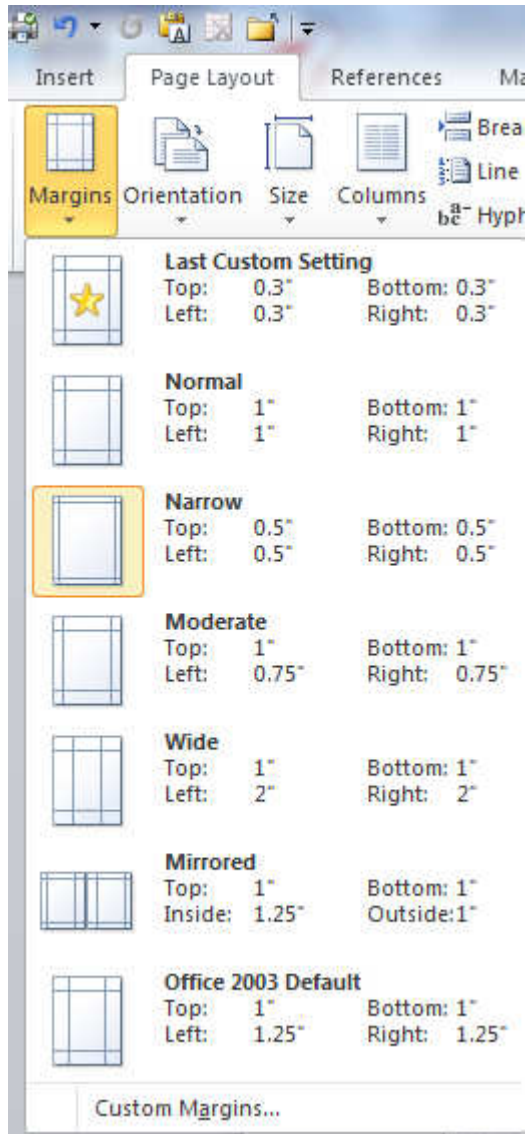 Insert Page Layout References Ma
Margins Orientation Size Columns Brea
Line
Hyph
Last Custom Setting
Top: 0.3" Bottom: 0.3"
Left: 0.3" Right: 0.3"
Normal
Top: 1" Bottom: 1"
Left: 1" Right: 1"
Narrow
Top: 0.5" Bottom: 0.5"
Left: 0.5" Right: 0.5"
Moderate
Top: 1" Bottom: 1"
Left: 0.75" Right: 0.75"
Wide
Top: 1" Bottom: 1"
Left: 2" Right: 2"
Mirrored
Top: 1" Bottom: 1"
Inside: 1.25" Outside:1"
Office 2003 Default
Top: 1" Bottom: 1"
Left: 1.25" Right: 1.25"
Custom Margins...